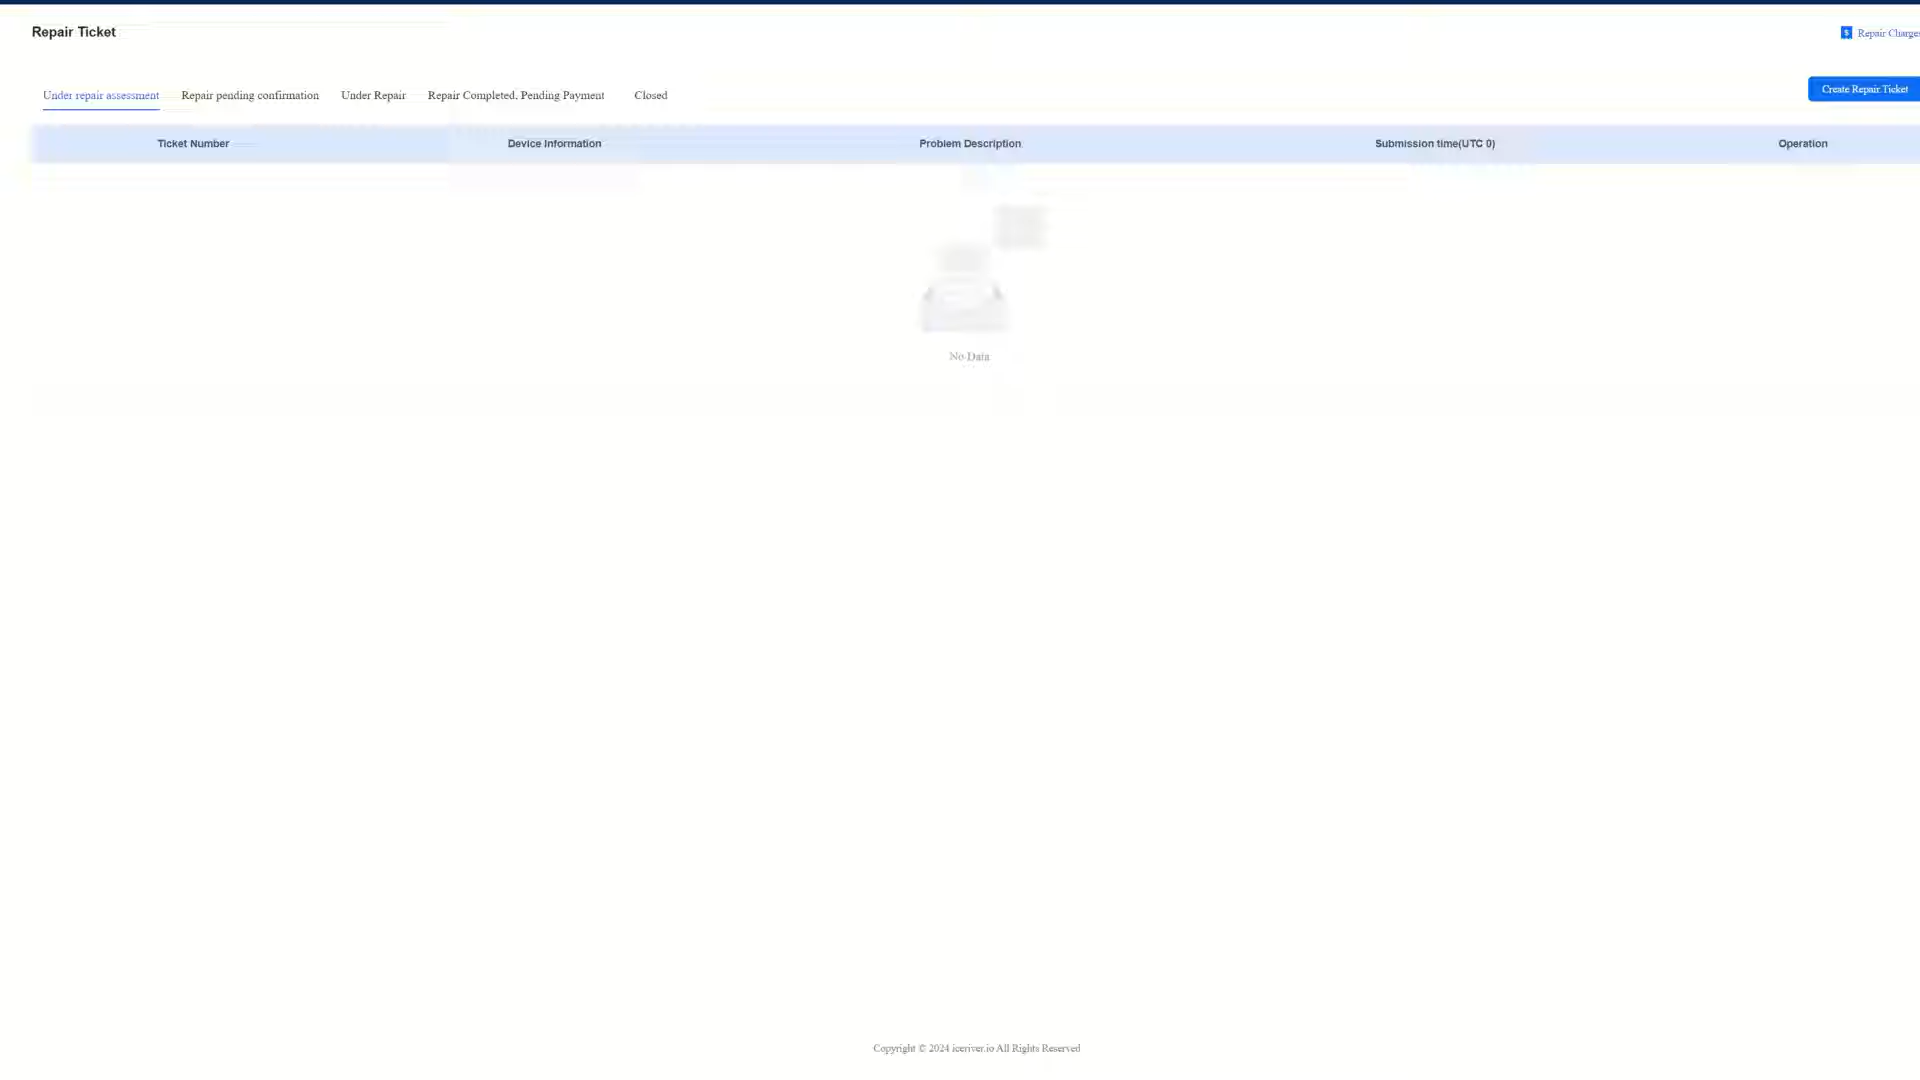 Repair Ticket
$ Repair Charges
Under repair assessment Repair pending confirmation Under Repair Repair Completed, Pending Payment Closed
Create Repair Ticket
Ticket Number Device Information Problem Description Submission time(UTC 0) Operation
No Data
Copyright © 2024 iceriver.io All Rights Reserved